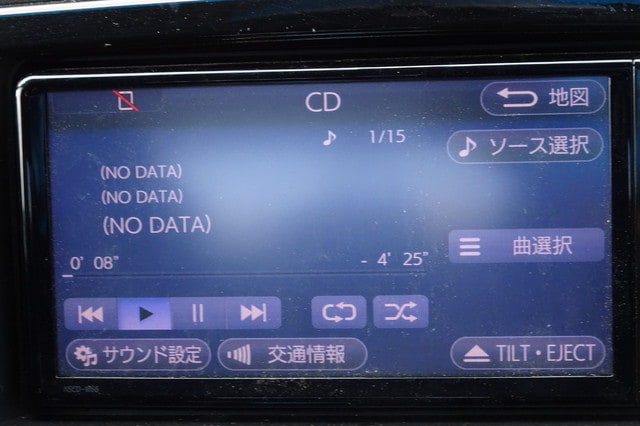 CD
地図
1/15
ソース選択
(NO DATA)
(NO DATA)
(NO DATA)
曲選択
0' 08" - 4' 25"
サウンド設定
交通情報
TILT・EJECT